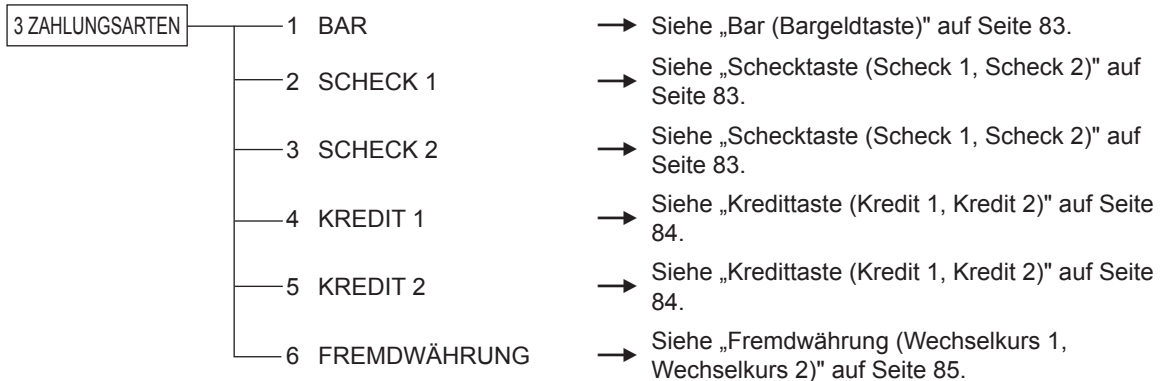 3 ZAHLUNGSARTEN
1 BAR
Siehe „Bar (Bargeldtaste)" auf Seite 83.
2 SCHECK 1
Siehe „Schecktaste (Scheck 1, Scheck 2)" auf
Seite 83.
3 SCHECK 2
Siehe „Schecktaste (Scheck 1, Scheck 2)" auf
Seite 83.
4 KREDIT 1
Siehe „Kredittaste (Kredit 1, Kredit 2)" auf Seite
84.
5 KREDIT 2
Siehe „Kredittaste (Kredit 1, Kredit 2)" auf Seite
84.
6 FREMDWÄHRUNG
Siehe „Fremdwährung (Wechselkurs 1,
Wechselkurs 2)" auf Seite 85.